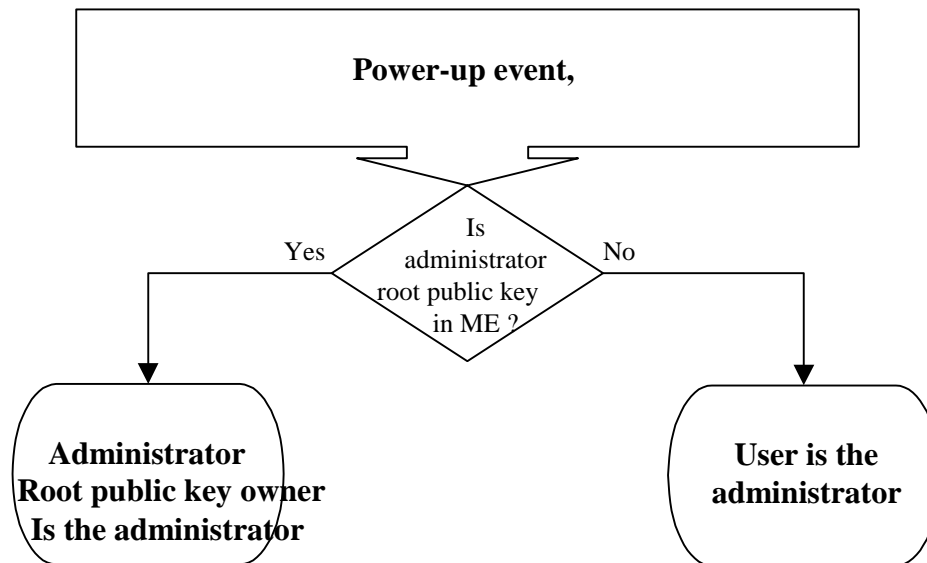 Power-up event,
Is
administrator
root public key
in ME ?
Yes
No
Administrator
Root public key owner
Is the administrator
User is the
administrator